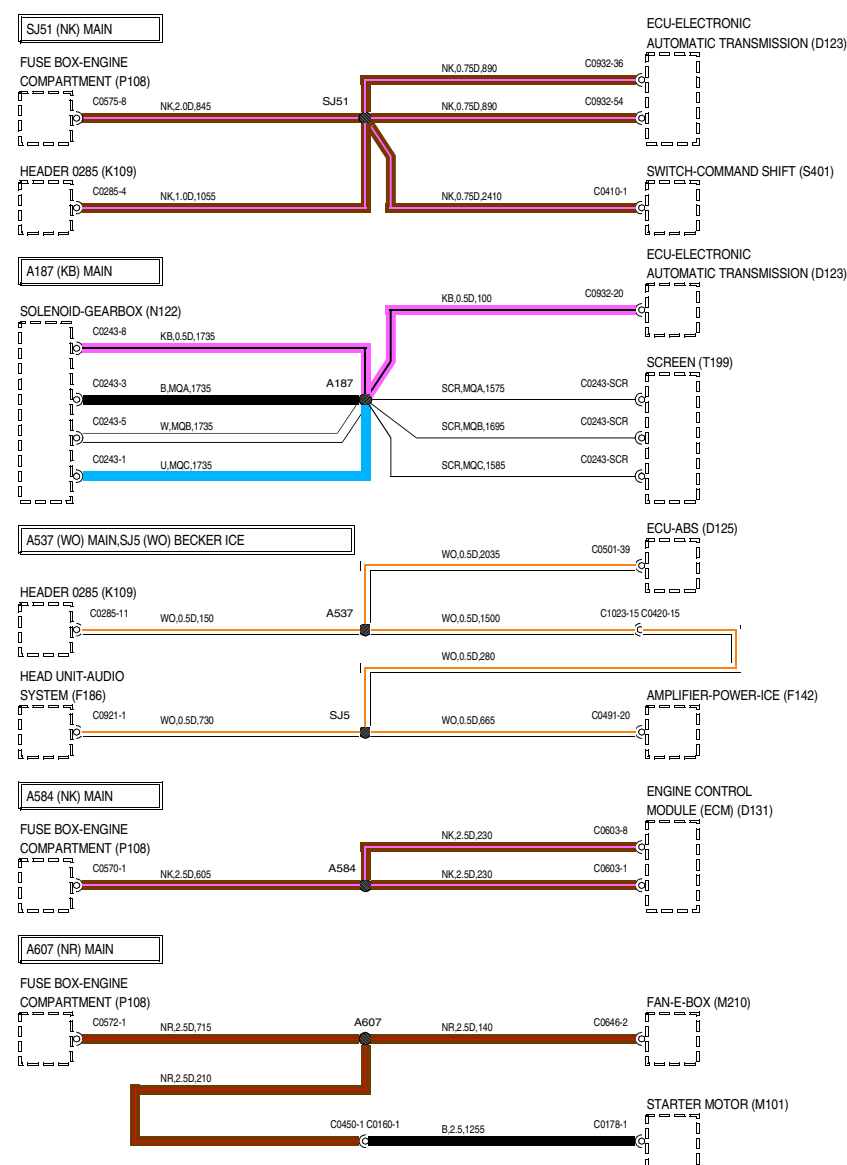 SJ51 (NK) MAIN
ECU-ELECTRONIC
AUTOMATIC TRANSMISSION (D123)
FUSE BOX-ENGINE
COMPARTMENT (P108)
C0575-8
NK,2.0D,845
SJ51
NK,0.75D,890
C0932-36
NK,0.75D,890
C0932-54
HEADER 0285 (K109)
C0285-4
NK,1.0D,1055
SWITCH-COMMAND SHIFT (S401)
NK,0.75D,2410
C0410-1
A187 (KB) MAIN
ECU-ELECTRONIC
AUTOMATIC TRANSMISSION (D123)
KB,0.5D,100
C0932-20
SOLENOID-GEARBOX (N122)
C0243-8
KB,0.5D,1735
C0243-3
B,MQA,1735
A187
C0243-5
W,MQB,1735
C0243-1
U,MQC,1735
SCREEN (T199)
SCR,MQA,1575
C0243-SCR
SCR,MQB,1695
C0243-SCR
SCR,MQC,1585
C0243-SCR
A537 (WO) MAIN,SJ5 (WO) BECKER ICE
ECU-ABS (D125)
WO,0.5D,2035
C0501-39
HEADER 0285 (K109)
C0285-11
WO,0.5D,150
A537
WO,0.5D,1500
C1023-15 C0420-15
WO,0.5D,280
HEAD UNIT-AUDIO
SYSTEM (F186)
C0921-1
WO,0.5D,730
SJ5
WO,0.5D,665
C0491-20
AMPLIFIER-POWER-ICE (F142)
A584 (NK) MAIN
ENGINE CONTROL
MODULE (ECM) (D131)
FUSE BOX-ENGINE
COMPARTMENT (P108)
C0570-1
NK,2.5D,605
A584
NK,2.5D,230
C0603-8
NK,2.5D,230
C0603-1
A607 (NR) MAIN
FUSE BOX-ENGINE
COMPARTMENT (P108)
C0572-1
NR,2.5D,715
A607
NR,2.5D,140
C0646-2
FAN-E-BOX (M210)
NR,2.5D,210
STARTER MOTOR (M101)
C0450-1 C0160-1
B,2.5,1255
C0178-1